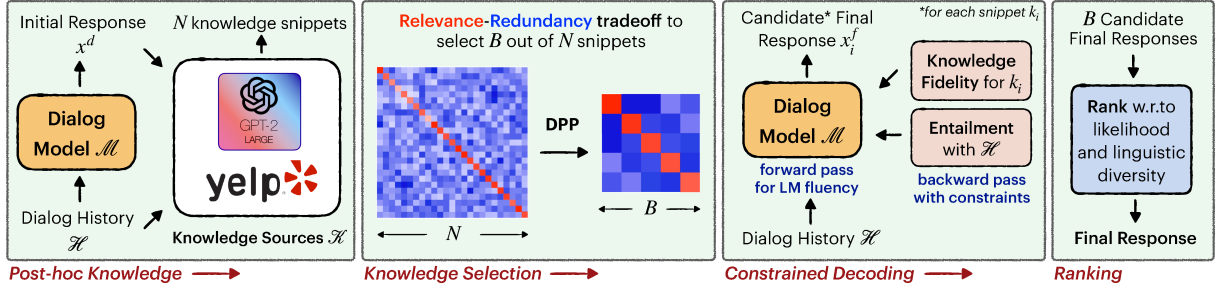 Initial Response
x^d
N knowledge snippets
Dialog
Model ℳ
GPT-2
LARGE
yelp
Dialog History
ℋ
Knowledge Sources 𝒦
Post-hoc Knowledge
Relevance-Redundancy tradeoff to
select B out of N snippets
DPP
N
B
Knowledge Selection
Candidate* Final
Response x_i^f
*for each snippet k_i
Knowledge
Fidelity for k_i
Dialog
Model ℳ
Entailment
with ℋ
forward pass
for LM fluency
backward pass
with constraints
Dialog History ℋ
Constrained Decoding
B Candidate
Final Responses
Rank w.r.to
likelihood
and linguistic
diversity
Final Response
Ranking